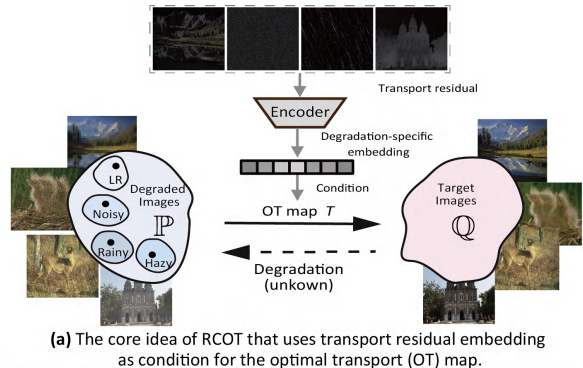 Transport residual
Encoder
Degradation-specific
embedding
Condition
LR
Degraded
Images
ℙ
Noisy
Rainy
Hazy
OT map T
Degradation
(unkown)
Target
Images
ℚ
(a) The core idea of RCOT that uses transport residual embedding
as condition for the optimal transport (OT) map.